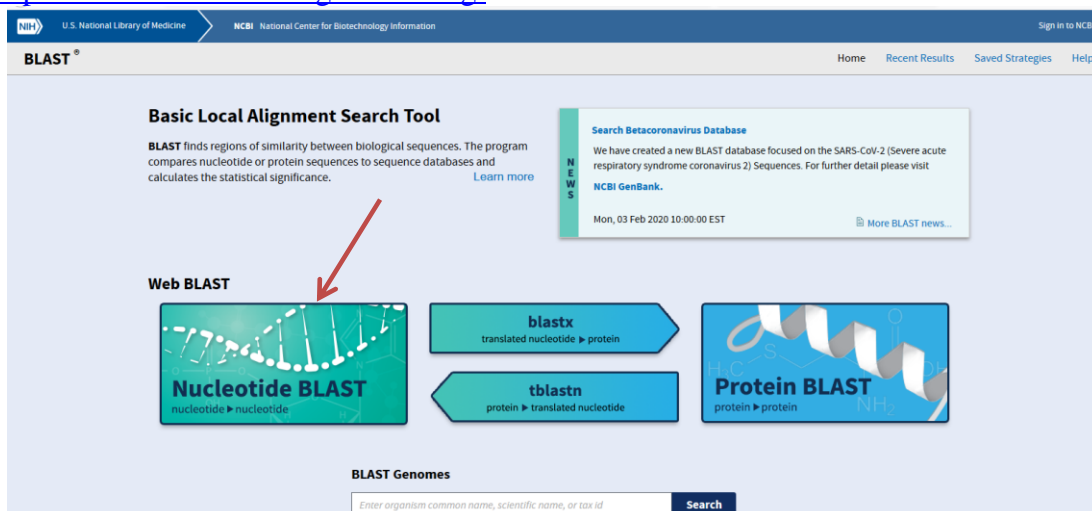 NIH U.S. National Library of Medicine NCBI National Center for Biotechnology Information Sign in to NCB
BLAST ® Home Recent Results Saved Strategies Help
Basic Local Alignment Search Tool
BLAST finds regions of similarity between biological sequences. The program
compares nucleotide or protein sequences to sequence databases and
calculates the statistical significance. Learn more
NEWS
Search Betacoronavirus Database
We have created a new BLAST database focused on the SARS-CoV-2 (Severe acute
respiratory syndrome coronavirus 2) Sequences. For further detail please visit
NCBI GenBank.
Mon, 03 Feb 2020 10:00:00 EST
More BLAST news...
Web BLAST
Nucleotide BLAST
nucleotide ▶ nucleotide
blastx
translated nucleotide ▶ protein
tblastn
protein ▶ translated nucleotide
Protein BLAST
protein ▶ protein
BLAST Genomes
Enter organism common name, scientific name, or tax id Search